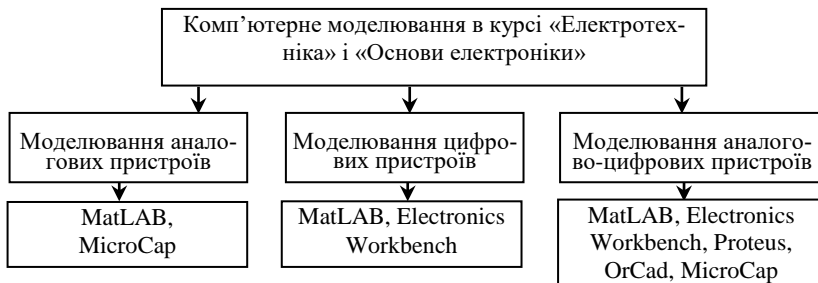 Комп’ютерне моделювання в курсі «Електротех-
ніка» і «Основи електроніки»
Моделювання анало-
гових пристроїв
Моделювання цифро-
вих пристроїв
Моделювання аналого-
во-цифрових пристроїв
MatLAB,
MicroCap
MatLAB, Electronics
Workbench
MatLAB, Electronics
Workbench, Proteus,
OrCad, MicroCap